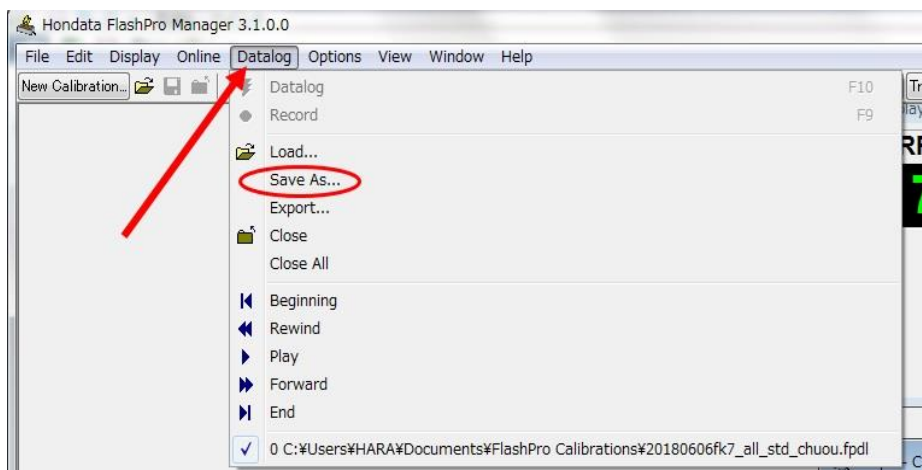 Hondata FlashPro Manager 3.1.0.0
File Edit Display Online Datalog Options View Window Help
New Calibration...
Datalog F10
Record F9
Load...
Save As...
Export...
Close
Close All
Beginning
Rewind
Play
Forward
End
0 C:¥Users¥HARA¥Documents¥FlashPro Calibrations¥20180606fk7_all_std_chuou.fpdl